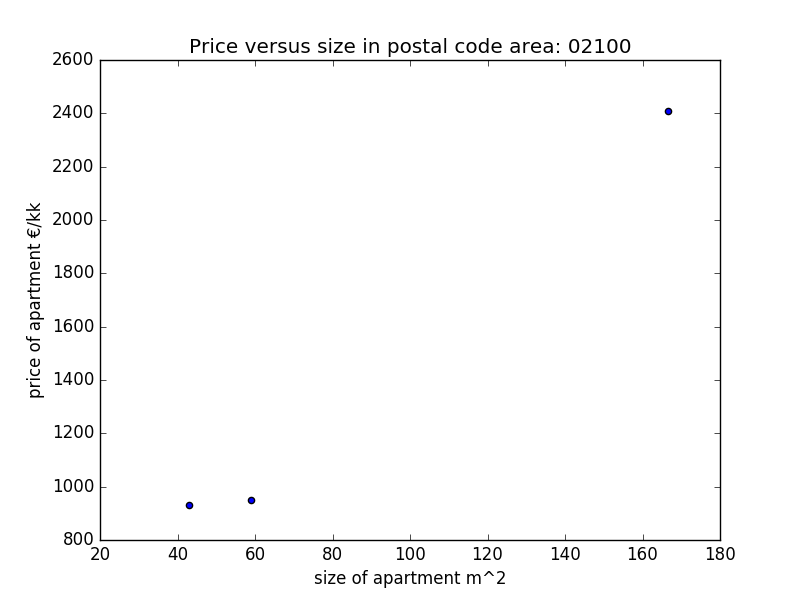 Price versus size in postal code area: 02100
2600
2400
2200
2000
1800
1600
1400
1200
1000
800
price of apartment €/kk
20 40 60 80 100 120 140 160 180
size of apartment m^2